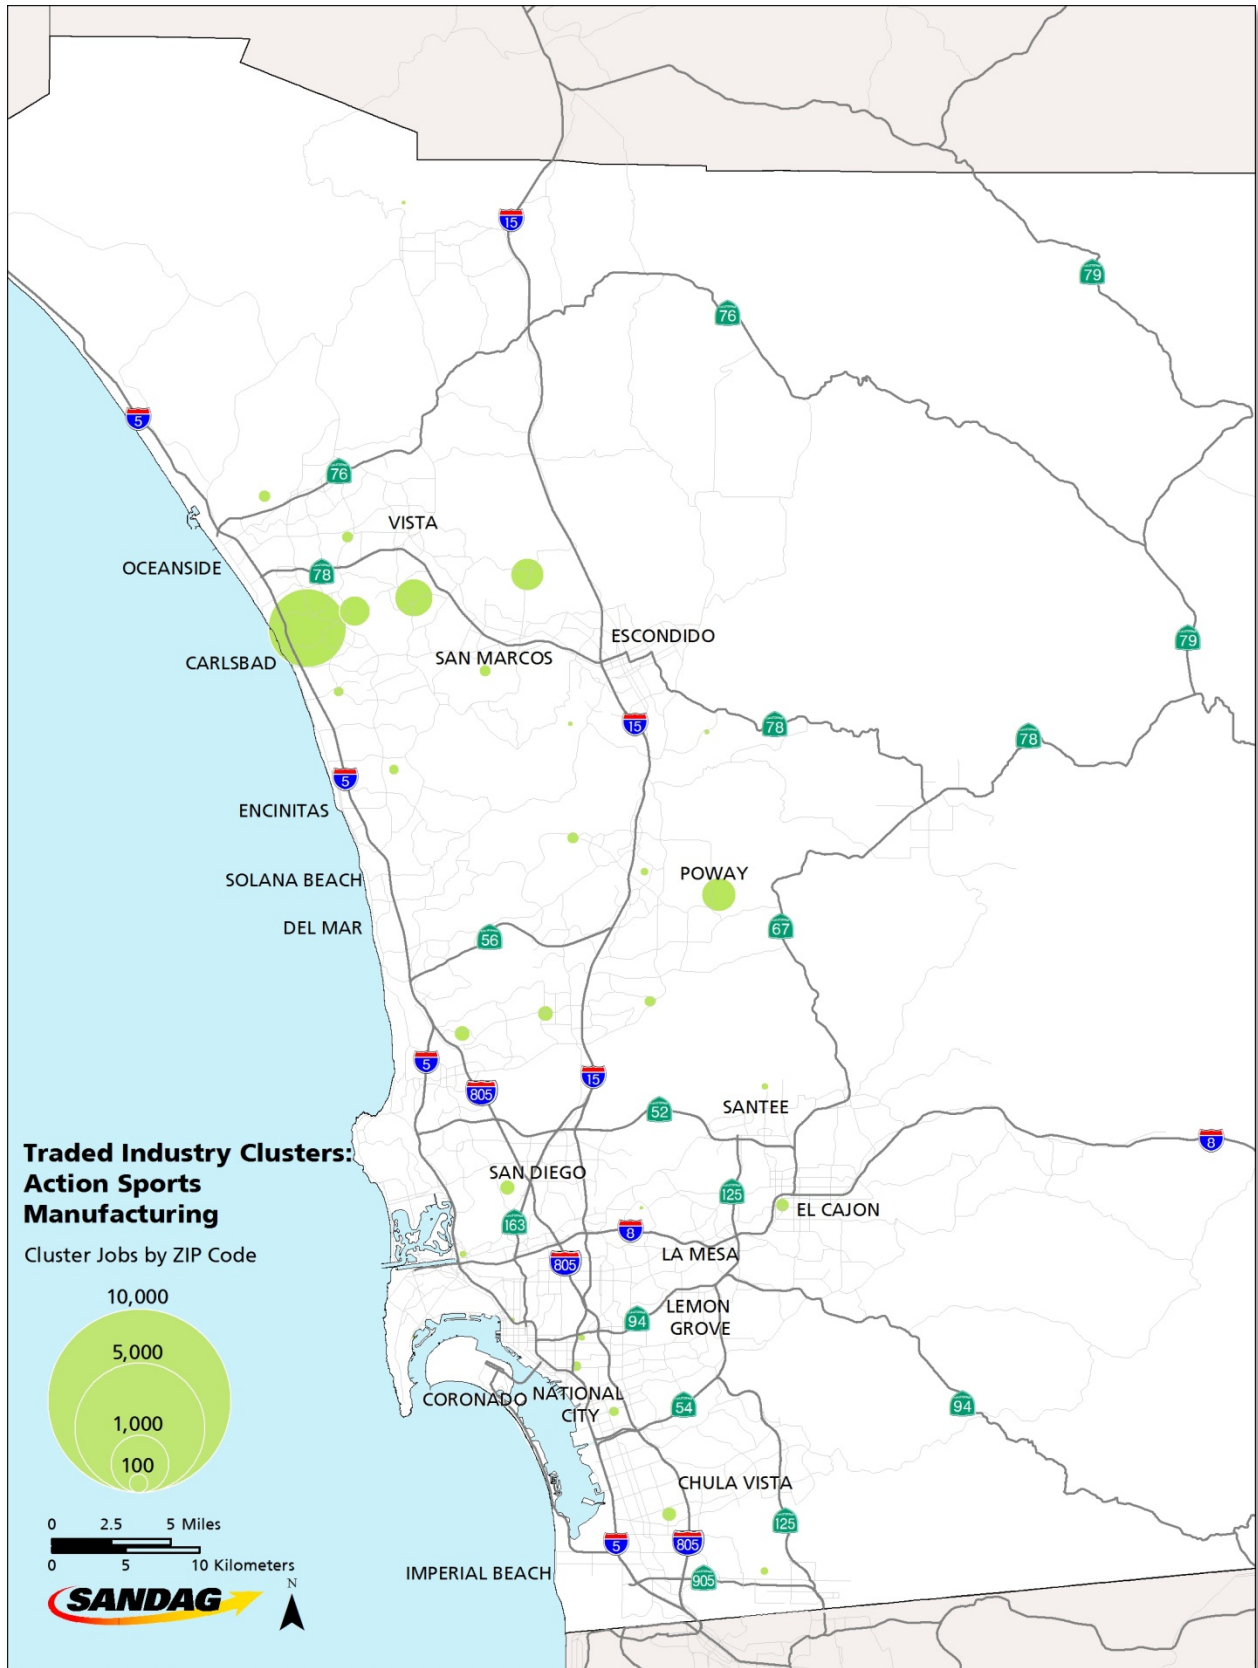 15
79
76
5
76
VISTA
OCEANSIDE
78
ESCONDIDO
79
CARLSBAD
SAN MARCOS
15
78
78
5
ENCINITAS
SOLANA BEACH
POWAY
DEL MAR
56
67
5
15
805
52
SANTEE
8
Traded Industry Clusters:
Action Sports
Manufacturing
SAN DIEGO
125
EL CAJON
163
8
LA MESA
Cluster Jobs by ZIP Code
805
10,000
LEMON
GROVE
94
5,000
CORONADO
NATIONAL
CITY
54
94
1,000
100
CHULA VISTA
0 2.5 5 Miles
125
0 5 10 Kilometers
5
805
IMPERIAL BEACH
905
SANDAG
N